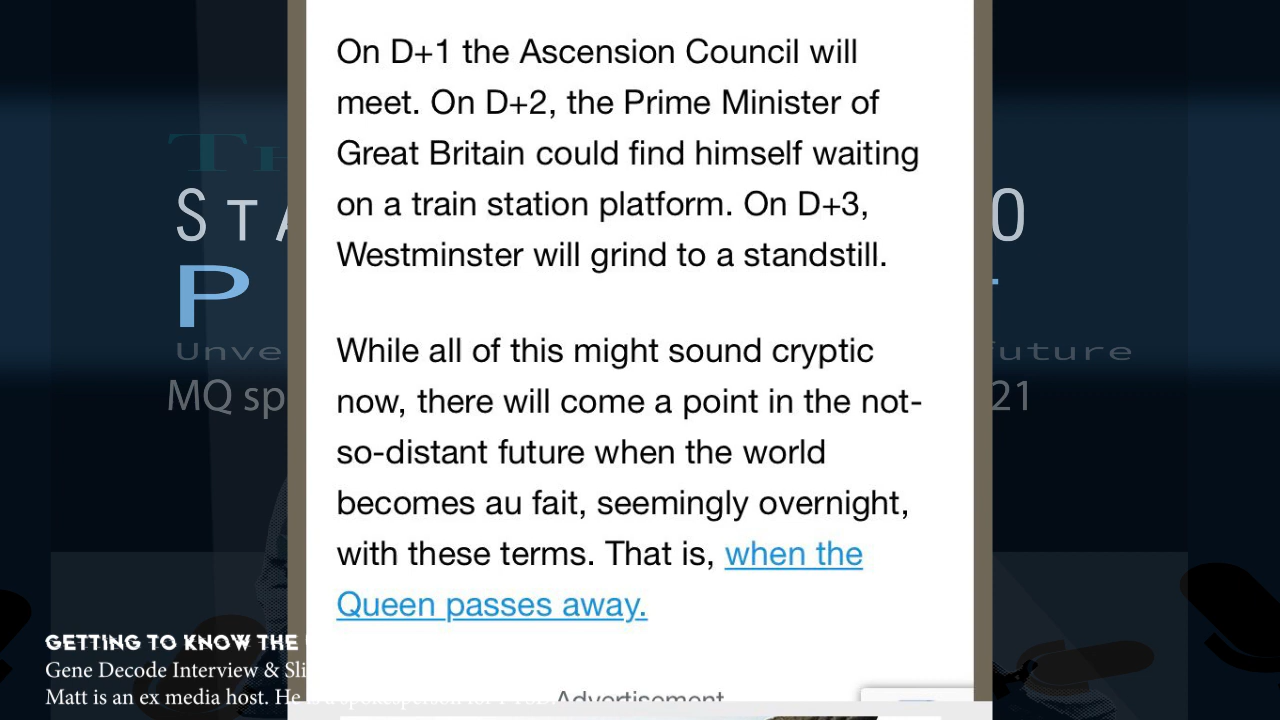 On D+1 the Ascension Council will
meet. On D+2, the Prime Minister of
Great Britain could find himself waiting
on a train station platform. On D+3,
Westminster will grind to a standstill.
While all of this might sound cryptic
now, there will come a point in the not-
so-distant future when the world
becomes au fait, seemingly overnight,
with these terms. That is, when the
Queen passes away.
Advertisement
MQ sp
21
GETTING TO KNOW THE
Gene Decode Interview & Sli
Matt is an ex media host. He is a spokesperson for PTSD.